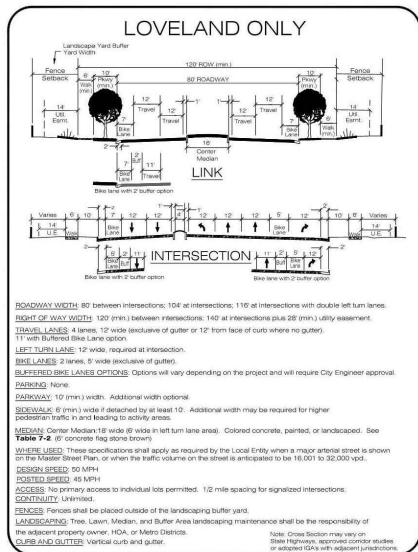 LOVELAND ONLY
Landscape Yard Buffer
Yard Width
120' ROW (min.)
80' ROADWAY
Fence
Setback
6'
Walk
(min.)
10'
Pkwy
(min.)
12'
Travel
12'
Travel
1'
1'
12'
Travel
12'
Travel
10'
Pkwy
(min.)
Fence
Setback
14'
Util.
Esmt.
7'
Bike
Lane
2'
18'
Center
Median
7'
Bike
Lane
2'
6'
Walk
(min.)
14'
Util.
Esmt.
2'
7'
Bike
Lane
Buff
11'
Travel
LINK
Bike lane with 2' buffer option
Varies
6'
10'
7'
12'
12'
4'
12'
12'
12'
5'
12'
10'
Varies
14'
U.E.
Walk
Bike
Lane
Bike
Lane
Walk
14'
U.E.
INTERSECTION
Bike
Lane
Buff
11'
Bike lane with 2' buffer option
11'
2'
Buff
5'
Bike
Lane
12'
Bike lane with 2' buffer option
ROADWAY WIDTH: 80' between intersections; 104' at intersections; 116' at intersections with double left turn lanes.
RIGHT OF WAY WIDTH: 120' (min.) between intersections; 140' at intersections plus 28' (min.) utility easement.
TRAVEL LANES: 4 lanes, 12' wide (exclusive of gutter or 12' from face of curb where no gutter).
11' with Buffered Bike Lane option.
LEFT TURN LANE: 12' wide, required at intersection.
BIKE LANES: 2 lanes, 5' wide (exclusive of gutter).
BUFFERED BIKE LANES OPTIONS: Options will vary depending on the project and will require City Engineer approval.
PARKING: None.
PARKWAY: 10' (min.) width. Additional width optional.
SIDEWALK: 6' (min.) wide if detached by at least 10'. Additional width may be required for higher
pedestrian traffic in and leading to activity areas.
MEDIAN: Center Median:18' wide (6' wide in left turn lane area). Colored concrete, painted, or landscaped. See
Table 7-2. (6' concrete flag stone brown)
WHERE USED: These specifications shall apply as required by the Local Entity when a major arterial street is shown
on the Master Street Plan, or when the traffic volume on the street is anticipated to be 16,001 to 32,000 vpd..
DESIGN SPEED: 50 MPH
POSTED SPEED: 45 MPH
ACCESS: No primary access to individual lots permitted. 1/2 mile spacing for signalized intersections.
CONTINUITY: Unlimited.
FENCES: Fences shall be placed outside of the landscaping buffer yard.
LANDSCAPING: Tree, Lawn, Median, and Buffer Area landscaping maintenance shall be the responsibility of
the adjacent property owner, HOA, or Metro Districts.
CURB AND GUTTER: Vertical curb and gutter.
Note: Cross Section may vary on
State Highways, approved corridor studies
or adopted IGA's with adjacent jurisdictions.